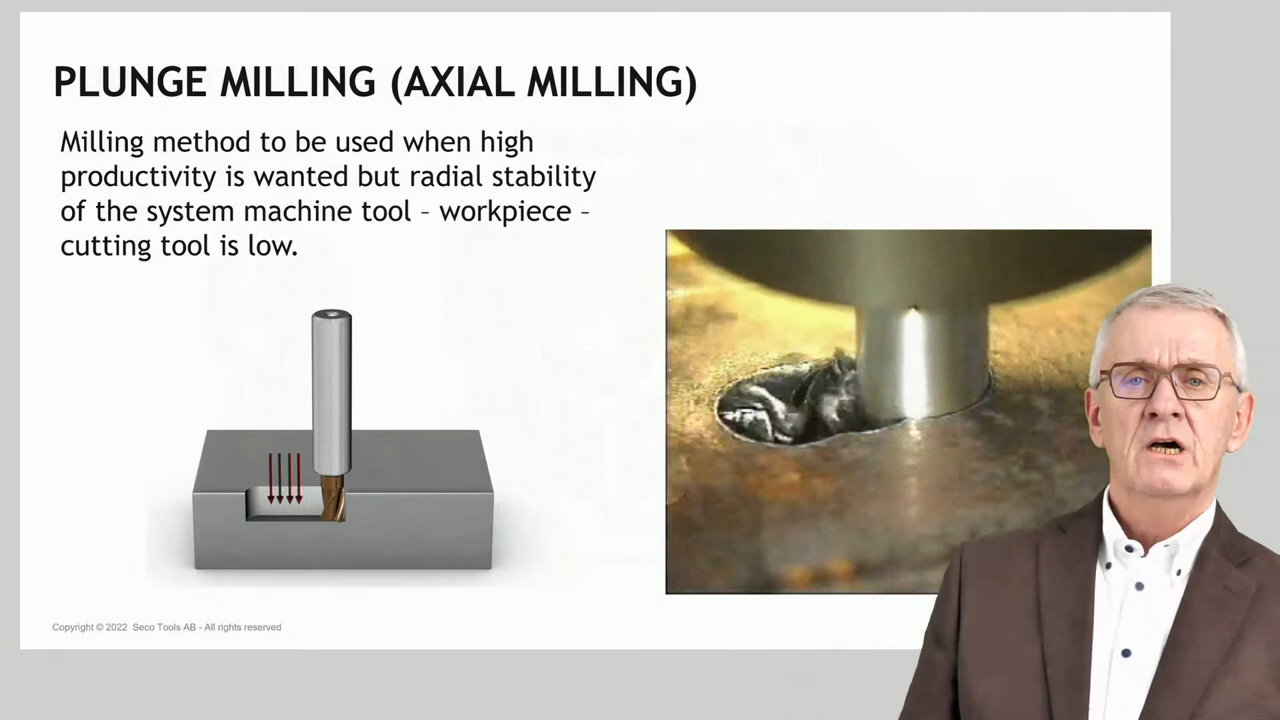 PLUNGE MILLING (AXIAL MILLING)
Milling method to be used when high
productivity is wanted but radial stability
of the system machine tool – workpiece –
cutting tool is low.
Copyright © 2022 Seco Tools AB - All rights reserved